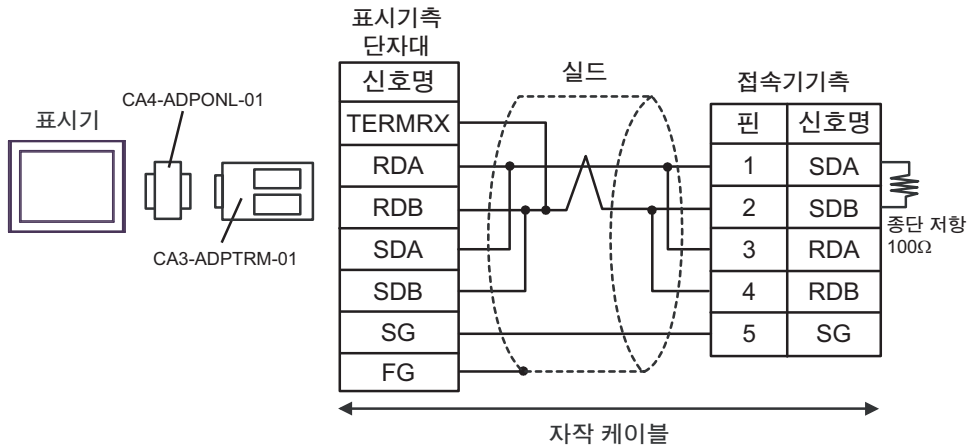 표시기
CA4-ADPONL-01
CA3-ADPTRM-01
표시기측
단자대
신호명
TERMRX
RDA
RDB
SDA
SDB
SG
FG
실드
접속기기측
핀 신호명
1 SDA
2 SDB
3 RDA
4 RDB
5 SG
종단 저항
100Ω
자작 케이블